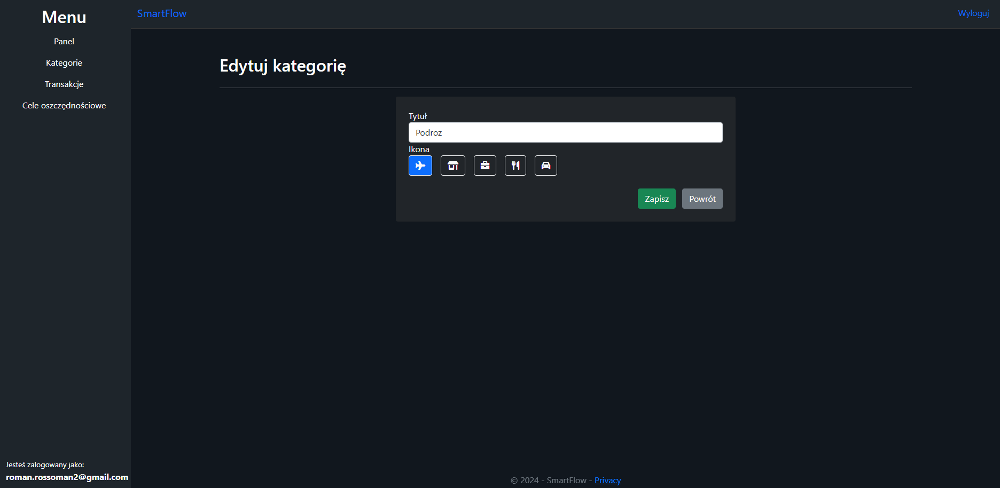 Menu
Panel
Kategorie
Transakcje
Cele oszczędnościowe
Jesteś zalogowany jako:
roman.rossoman2@gmail.com
SmartFlow
Wyloguj
Edytuj kategorię
Tytuł
Podroz
Ikona
Zapisz
Powrót
© 2024 - SmartFlow - Privacy